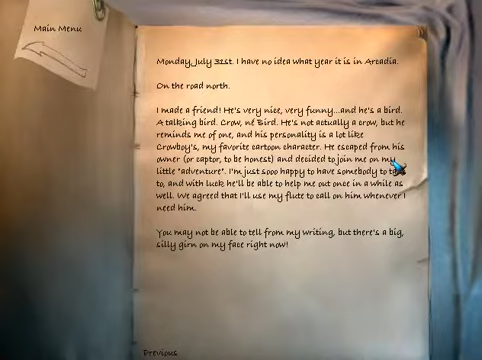 Main Menu
Monday, July 31st. I have no idea what year it is in Arcadia.
On the road north.
I made a friend! He's very nice, very funny...and he's a bird.
A talking bird. Crow, né Bird. He's not actually a crow, but he
reminds me of one, and his personality is a lot like
Crowboy's, my favorite cartoon character. He escaped from his
owner (or captor, to be honest) and decided to join me on my
little "adventure". I'm just sooo happy to have somebody to
to, and with luck he'll be able to help me out once in a while as
well. We agreed that I'll use my flute to call on him whenever I
need him.
You may not be able to tell from my writing, but there's a big,
silly girn on my face right now!
Previous